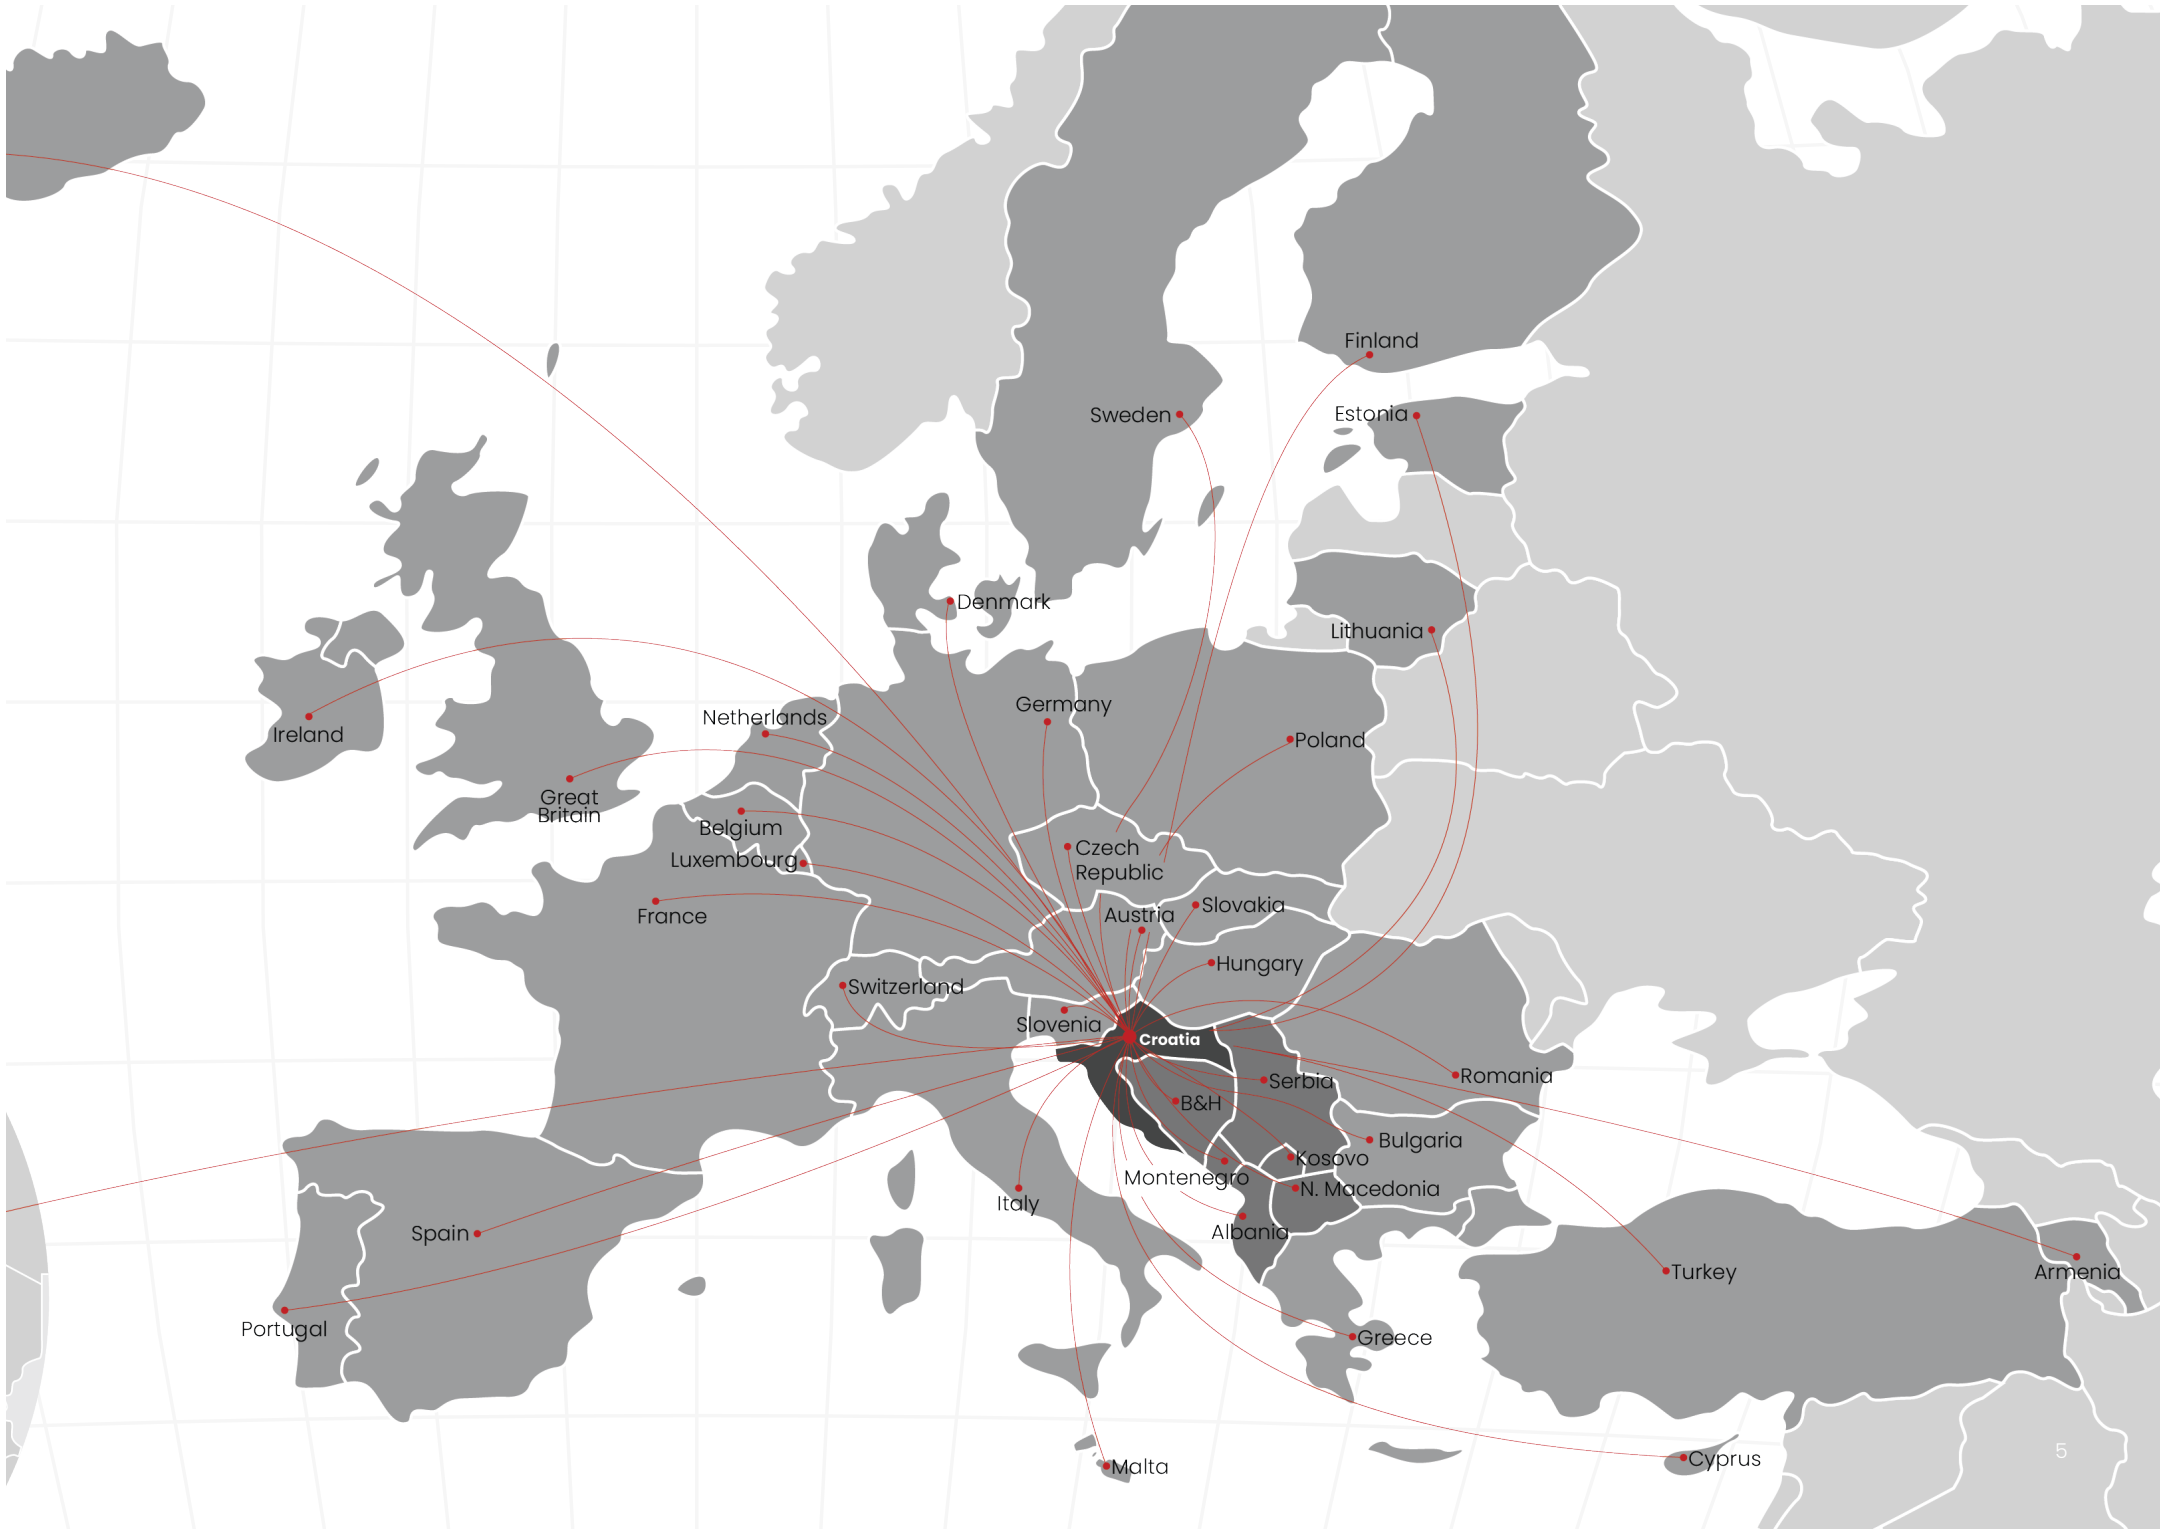 Finland
Sweden
Estonia
Denmark
Lithuania
Germany
Netherlands
Ireland
Poland
Great
Britain
Belgium
Czech
Republic
Luxembourg
France
Austria
Slovakia
Hungary
Switzerland
Slovenia
Croatia
Romania
Serbia
B&H
Bulgaria
Kosovo
Montenegro
N. Macedonia
Italy
Spain
Albania
Turkey
Armenia
Portugal
Greece
5
Cyprus
Malta